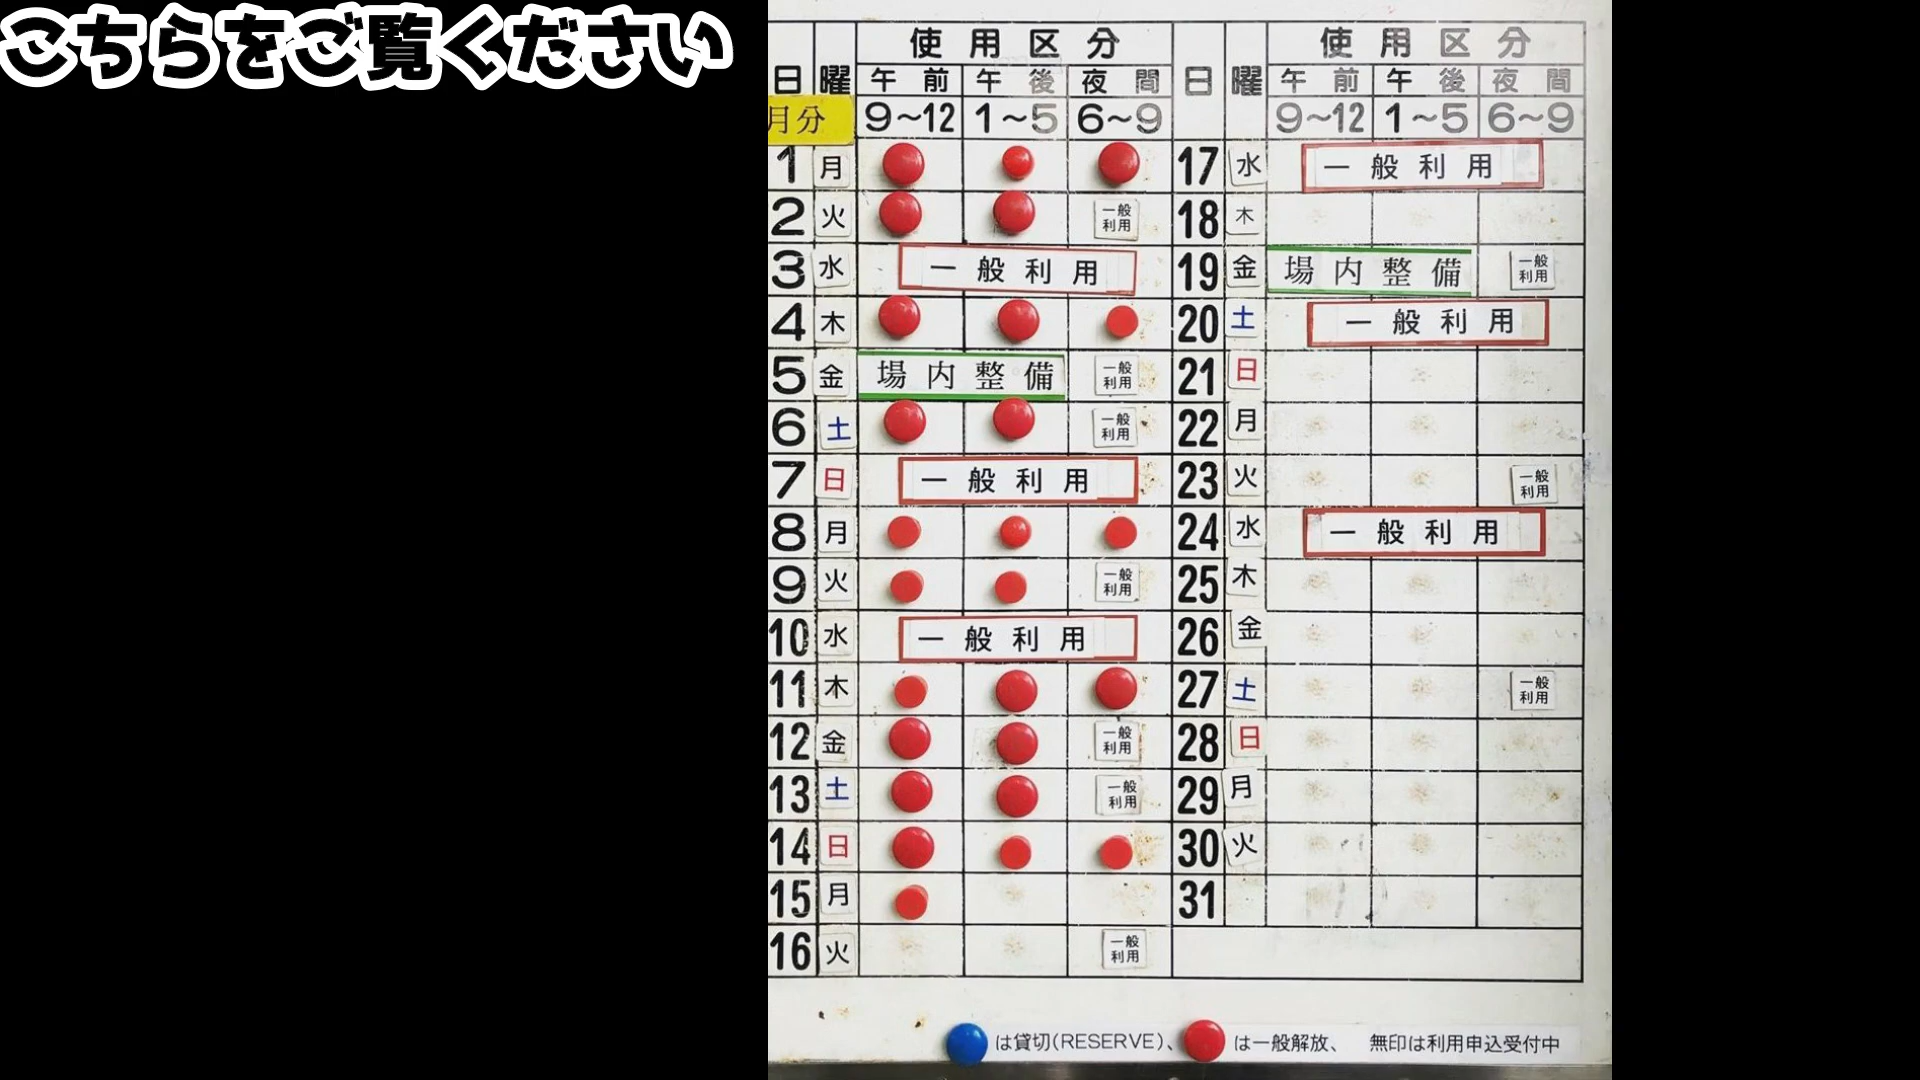 こちらをご覧ください
使用区分 使用区分
日 曜 午前 午後 夜間 日 曜 午前 午後 夜間
月分 9〜12 1〜5 6〜9 9〜12 1〜5 6〜9
1 月 17 水 一般利用
2 火 一般利用 18 木
3 水 一般利用 19 金 場内整備 一般利用
4 木 20 土 一般利用
5 金 場内整備 一般利用 21 日
6 土 一般利用 22 月
7 日 一般利用 23 火 一般利用
8 月 24 水 一般利用
9 火 一般利用 25 木
10 水 一般利用 26 金
11 木 27 土 一般利用
12 金 一般利用 28 日
13 土 一般利用 29 月
14 日 30 火
15 月 31
16 火 一般利用
は貸切(RESERVE)、 は一般解放、 無印は利用申込受付中